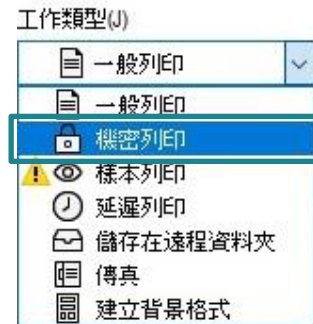 工作類型(J)
一般列印
一般列印
機密列印
樣本列印
延遲列印
儲存在遠程資料夾
傳真
建立背景格式